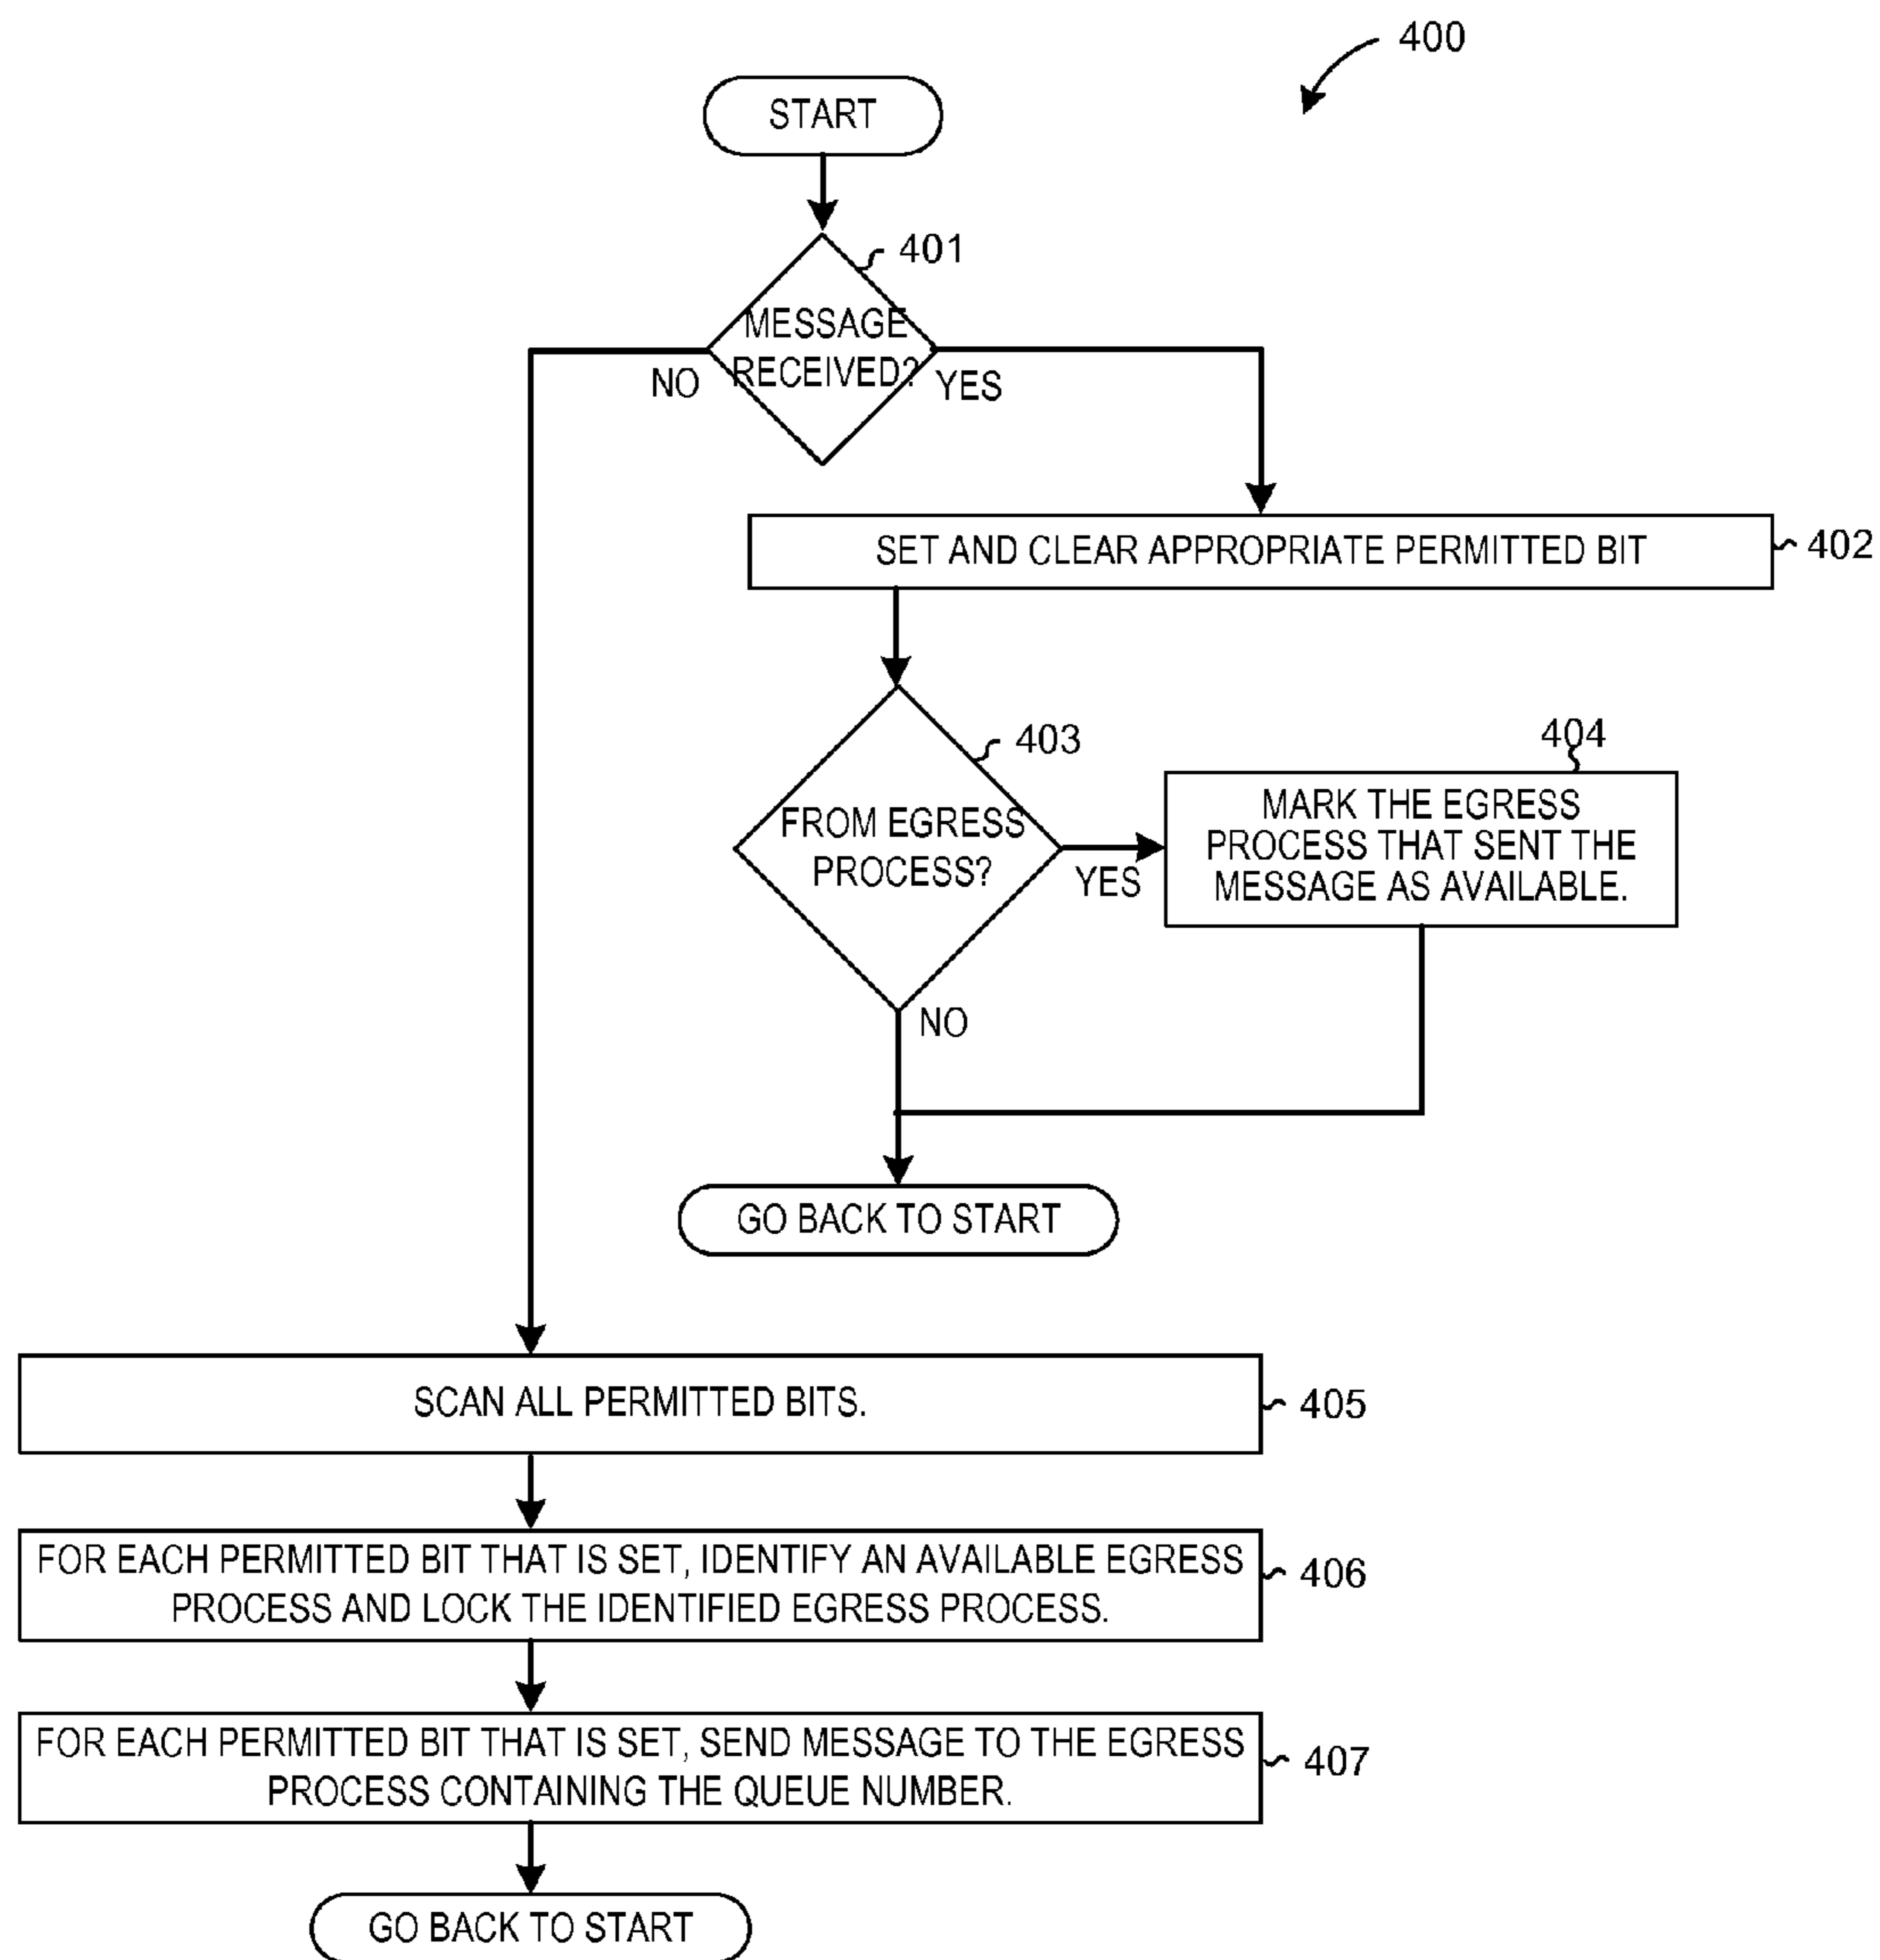 400
START
401
MESSAGE
RECEIVED?
NO
YES
SET AND CLEAR APPROPRIATE PERMITTED BIT
402
403
404
FROM EGRESS
PROCESS?
YES
MARK THE EGRESS
PROCESS THAT SENT THE
MESSAGE AS AVAILABLE.
NO
GO BACK TO START
SCAN ALL PERMITTED BITS.
405
FOR EACH PERMITTED BIT THAT IS SET, IDENTIFY AN AVAILABLE EGRESS
PROCESS AND LOCK THE IDENTIFIED EGRESS PROCESS.
406
FOR EACH PERMITTED BIT THAT IS SET, SEND MESSAGE TO THE EGRESS
PROCESS CONTAINING THE QUEUE NUMBER.
407
GO BACK TO START